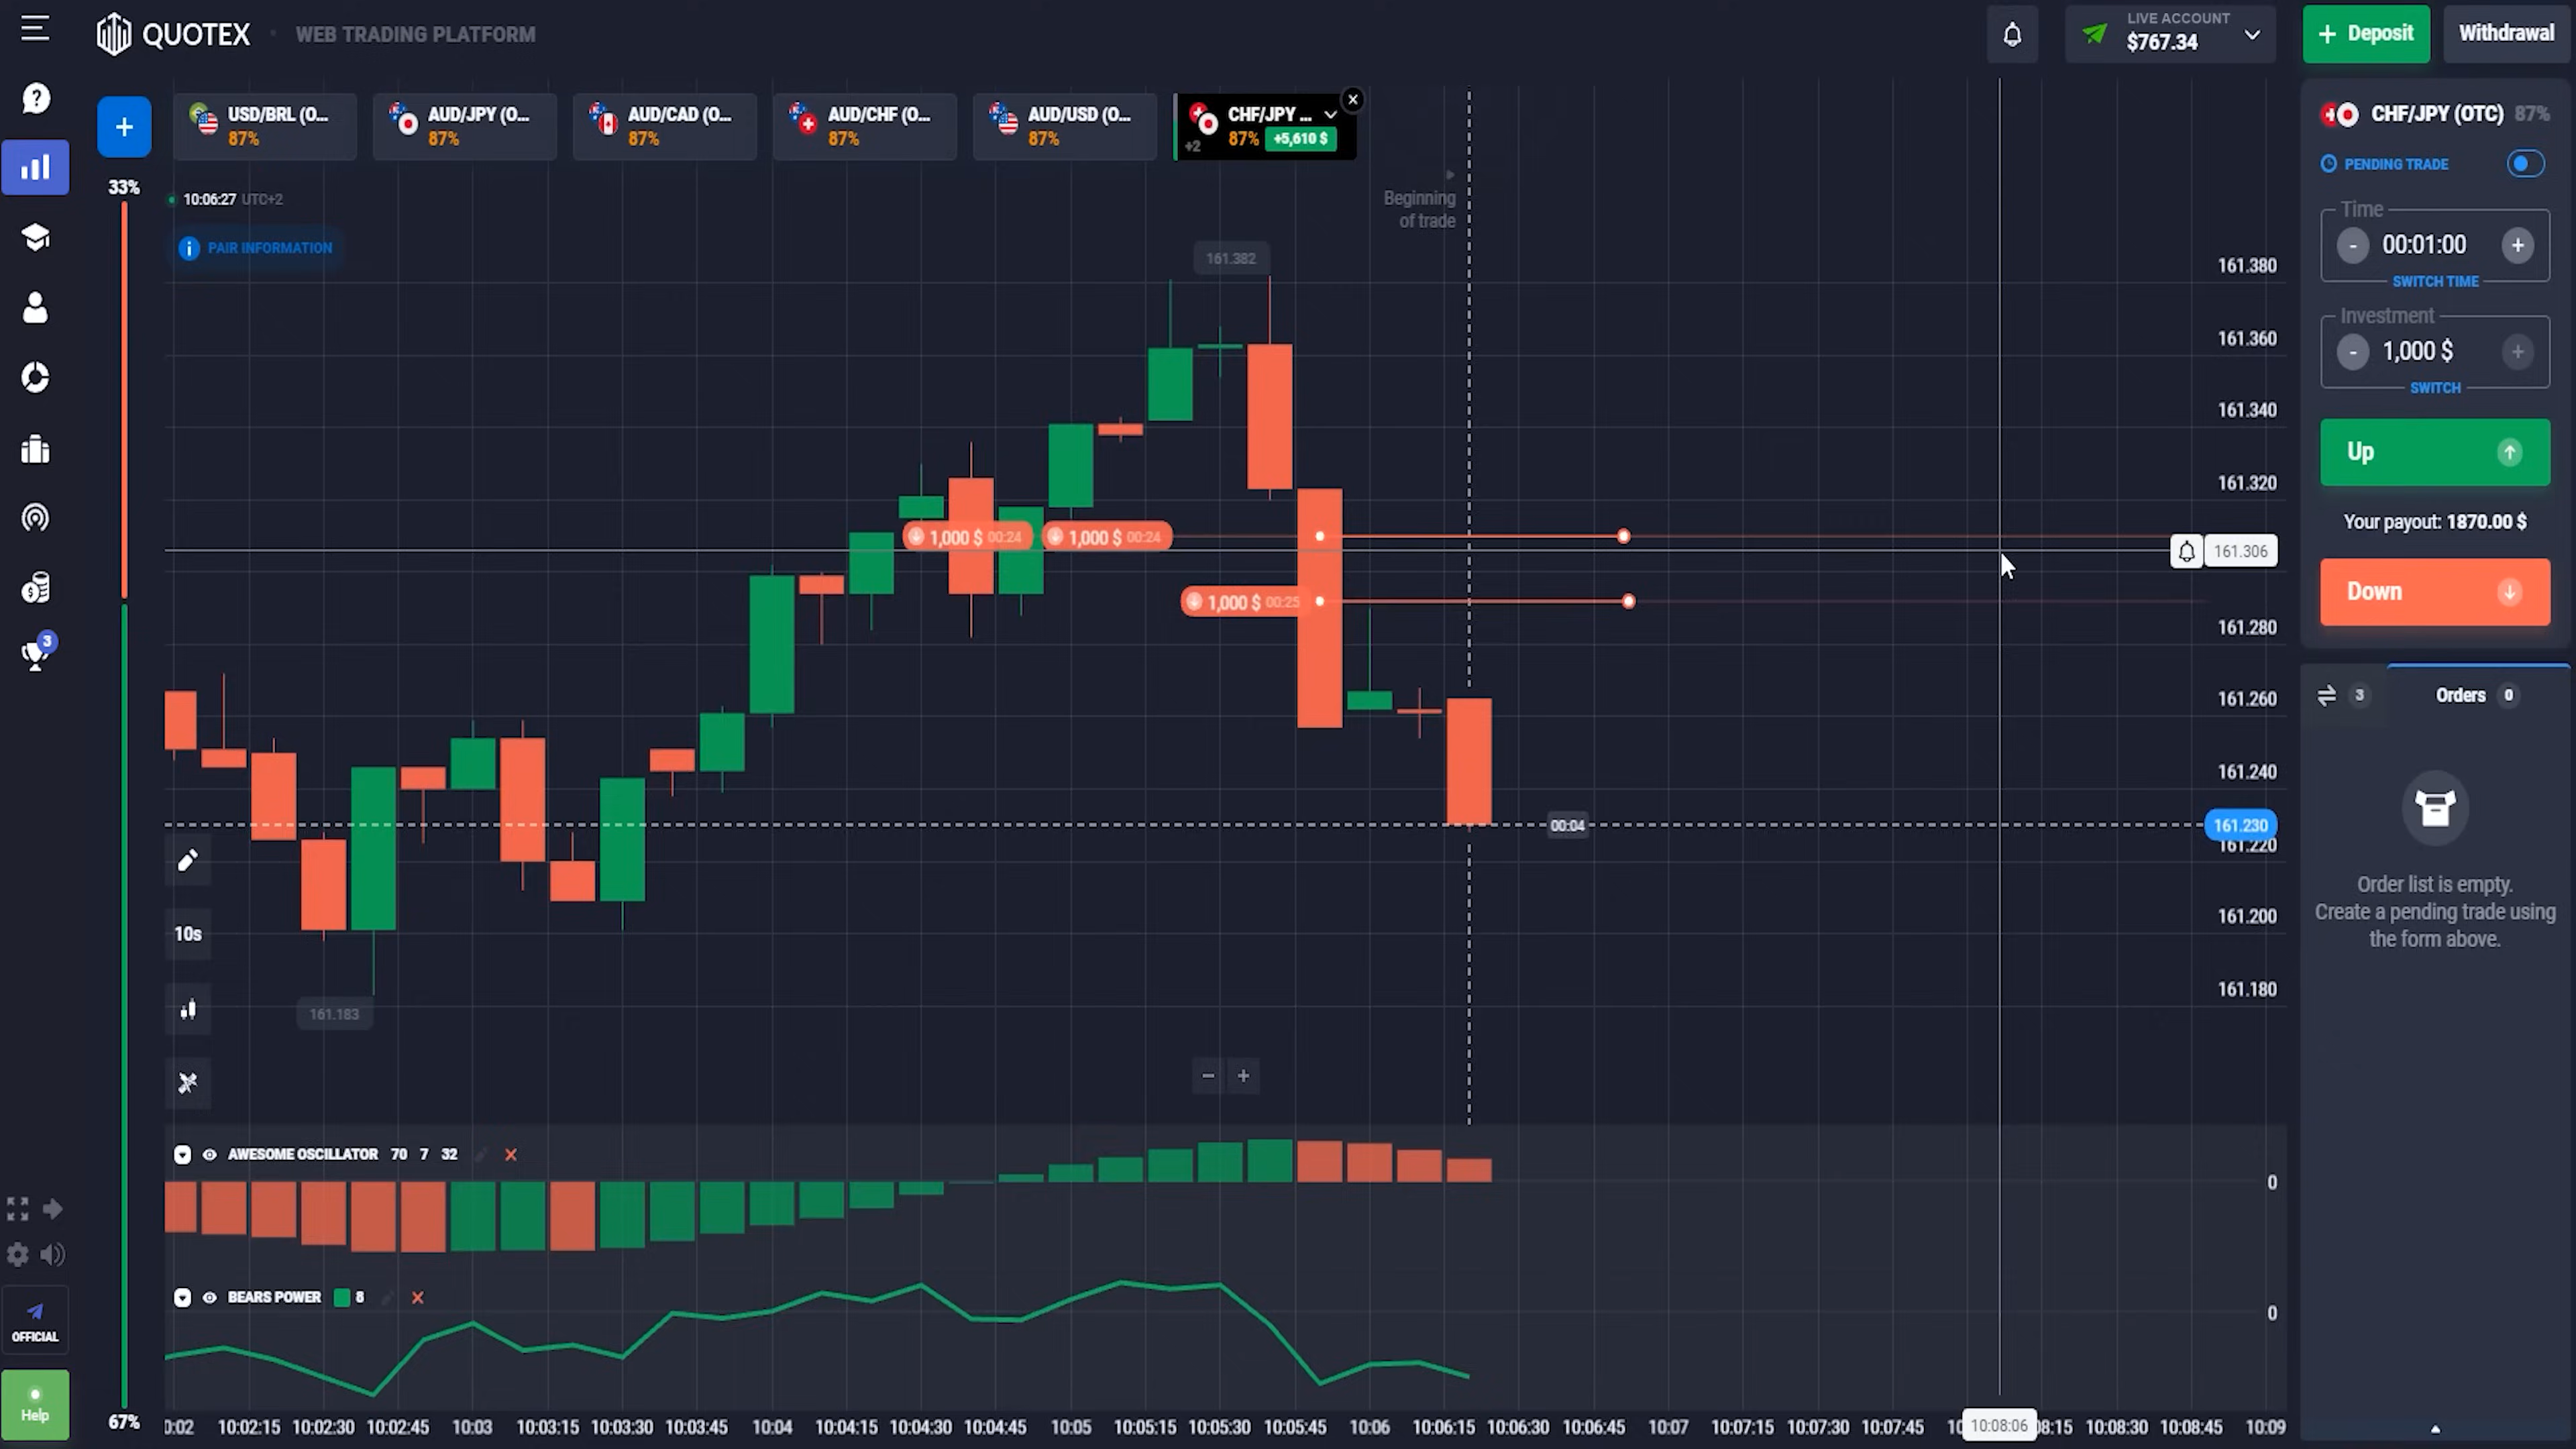 QUOTEX
WEB TRADING PLATFORM
LIVE ACCOUNT
$767.34
+ Deposit
Withdrawal
+
USD/BRL (O...
87%
AUD/JPY (O...
87%
AUD/CAD (O...
87%
AUD/CHF (O...
87%
AUD/USD (O...
87%
CHF/JPY ...
+2
87%
+5,610 $
33%
10:06:27 UTC+2
PAIR INFORMATION
Beginning
of trade
161.382
161.380
161.360
161.340
161.320
161.306
161.280
161.260
161.240
161.230
161.220
161.200
161.180
1,000 $ 00:24
1,000 $ 00:24
1,000 $ 00:25
00:04
161.183
10s
- +
CHF/JPY (OTC) 87%
PENDING TRADE
Time
- 00:01:00 +
SWITCH TIME
Investment
- 1,000 $ +
SWITCH
Up
Your payout: 1870.00 $
Down
3
Orders 0
Order list is empty.
Create a pending trade using
the form above.
3
AWESOME OSCILLATOR 70 7 32
0
BEARS POWER 8
0
OFFICIAL
Help
67%
0:02 10:02:15 10:02:30 10:02:45 10:03 10:03:15 10:03:30 10:03:45 10:04 10:04:15 10:04:30 10:04:45 10:05 10:05:15 10:05:30 10:05:45 10:06 10:06:15 10:06:30 10:06:45 10:07 10:07:15 10:07:30 10:07:45 10:08:06 08:15 10:08:30 10:08:45 10:09